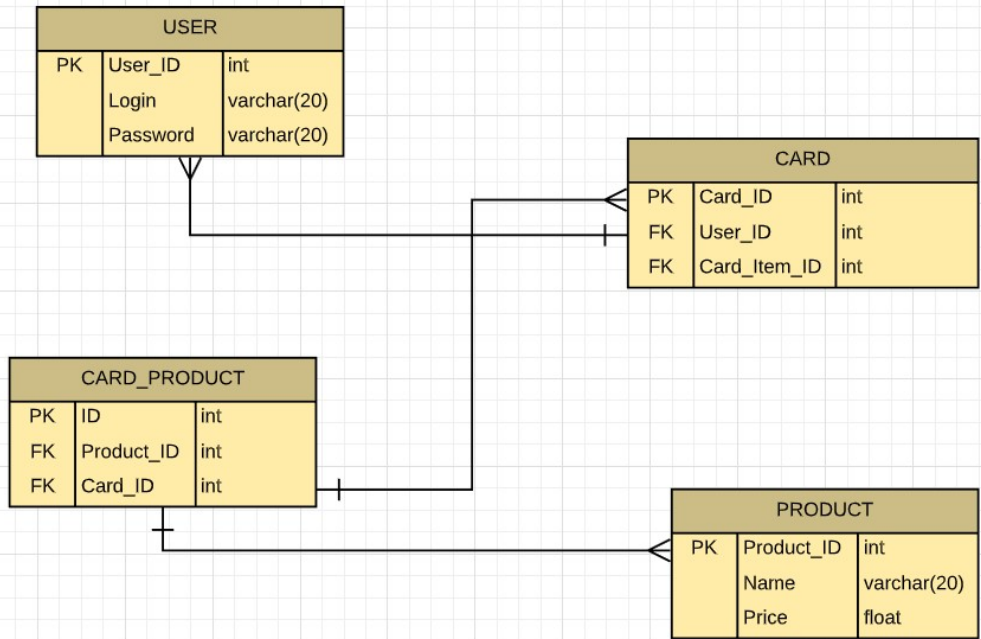 USER
PK User_ID int
Login varchar(20)
Password varchar(20)
CARD
PK Card_ID int
FK User_ID int
FK Card_Item_ID int
CARD_PRODUCT
PK ID int
FK Product_ID int
FK Card_ID int
PRODUCT
PK Product_ID int
Name varchar(20)
Price float